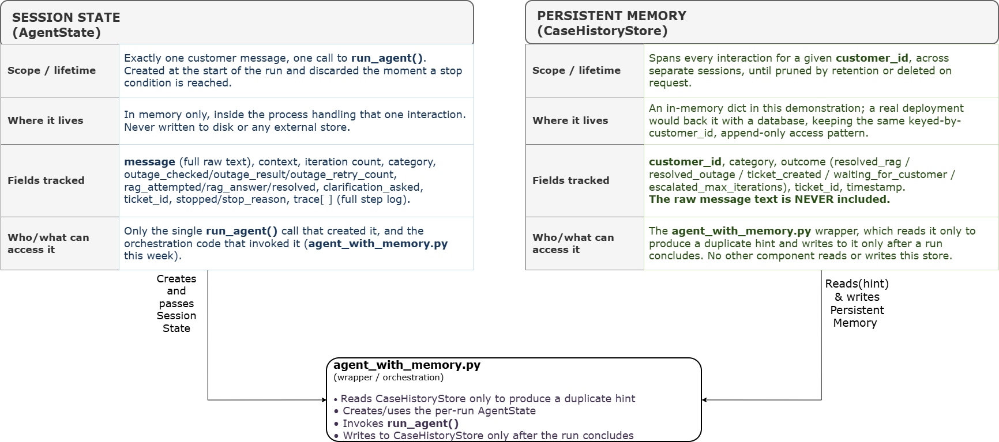 SESSION STATE
(AgentState)
Scope / lifetime
Exactly one customer message, one call to run_agent().
Created at the start of the run and discarded the moment a stop
condition is reached.
Where it lives
In memory only, inside the process handling that one interaction.
Never written to disk or any external store.
Fields tracked
message (full raw text), context, iteration count, category,
outage_checked/outage_result/outage_retry_count,
rag_attempted/rag_answer/resolved, clarification_asked,
ticket_id, stopped/stop_reason, trace[ ] (full step log).
Who/what can
access it
Only the single run_agent() call that created it, and the
orchestration code that invoked it (agent_with_memory.py
this week).
PERSISTENT MEMORY
(CaseHistoryStore)
Scope / lifetime
Spans every interaction for a given customer_id, across
separate sessions, until pruned by retention or deleted on
request.
Where it lives
An in-memory dict in this demonstration; a real deployment
would back it with a database, keeping the same keyed-by-
customer_id, append-only access pattern.
Fields tracked
customer_id, category, outcome (resolved_rag /
resolved_outage / ticket_created / waiting_for_customer /
escalated_max_iterations), ticket_id, timestamp.
The raw message text is NEVER included.
Who/what can
access it
The agent_with_memory.py wrapper, which reads it only to
produce a duplicate hint and writes to it only after a run
concludes. No other component reads or writes this store.
Creates
and
passes
Session
State
Reads(hint)
& writes
Persistent
Memory
agent_with_memory.py
(wrapper / orchestration)
• Reads CaseHistoryStore only to produce a duplicate hint
• Creates/uses the per-run AgentState
• Invokes run_agent()
• Writes to CaseHistoryStore only after the run concludes